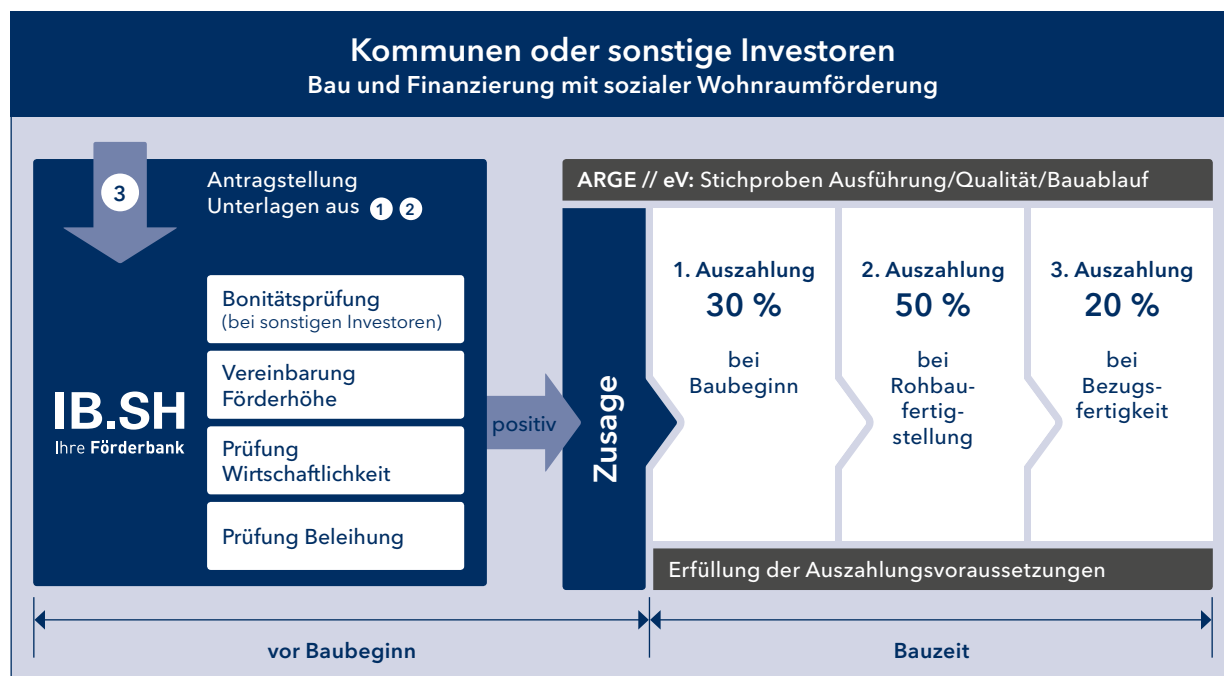 Kommunen oder sonstige Investoren
Bau und Finanzierung mit sozialer Wohnraumförderung
3
Antragstellung
Unterlagen aus 1 2
Bonitätsprüfung
(bei sonstigen Investoren)
Vereinbarung
Förderhöhe
Prüfung
Wirtschaftlichkeit
Prüfung Beleihung
IB.SH
Ihre Förderbank
positiv
Zusage
ARGE // eV: Stichproben Ausführung/Qualität/Bauablauf
1. Auszahlung
30 %
bei
Baubeginn
2. Auszahlung
50 %
bei
Rohbau-
fertig-
stellung
3. Auszahlung
20 %
bei
Bezugs-
fertigkeit
Erfüllung der Auszahlungsvoraussetzungen
vor Baubeginn
Bauzeit